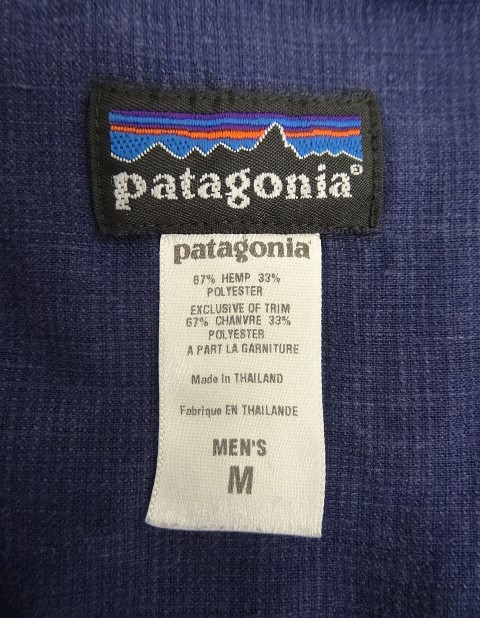 patagonia®
patagonia
67% HEMP 33%
POLYESTER
EXCLUSIVE OF TRIM
67% CHANVRE 33%
POLYESTER
A PART LA GARNITURE
Made in THAILAND
Fabrique EN THAILANDE
MEN'S
M